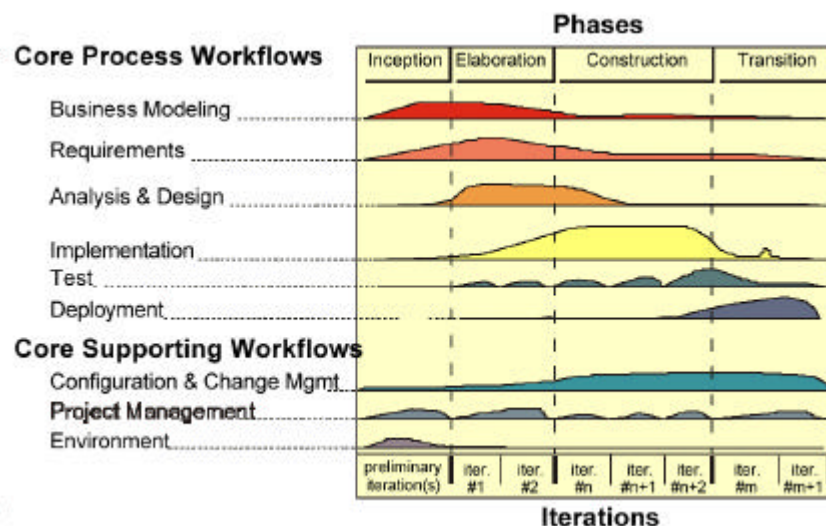 Phases
Core Process Workflows
Inception Elaboration Construction Transition
Business Modeling
Requirements
Analysis & Design
Implementation
Test
Deployment
Core Supporting Workflows
Configuration & Change Mgmt
Project Management
Environment
preliminary iteration(s)
iter. #1
iter. #2
iter. #n
iter. #n+1
iter. #n+2
iter. #m
iter. #m+1
Iterations